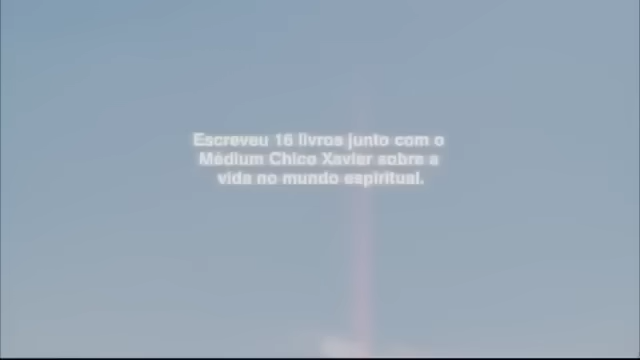 Escreveu 16 livros junto com o
Médium Chico Xavier sobre a
vida no mundo espiritual.